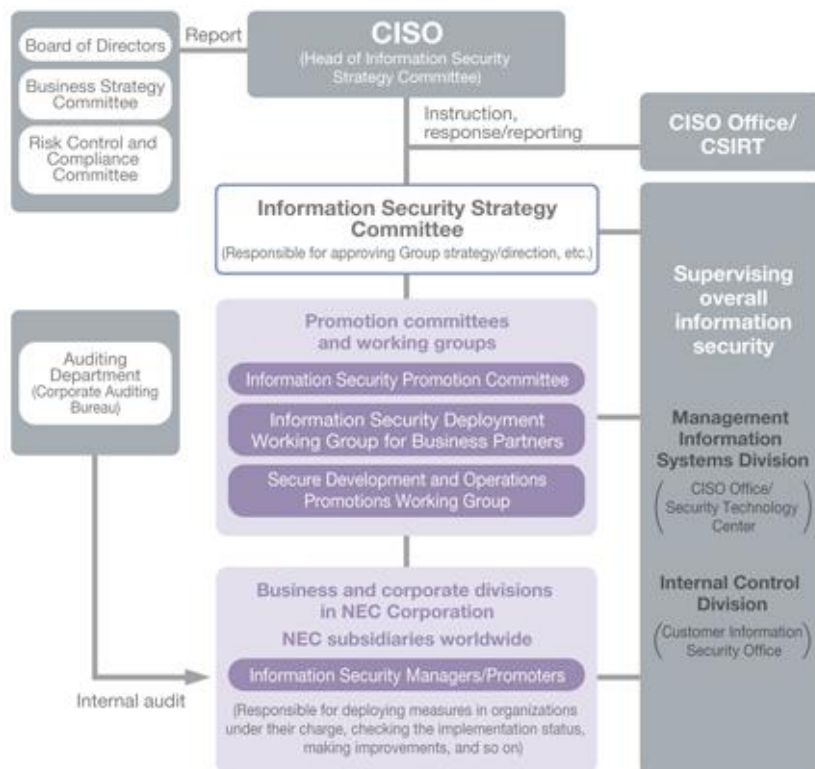 Board of Directors
Business Strategy
Committee
Risk Control and
Compliance
Committee
Report
CISO
(Head of Information Security
Strategy Committee)
Instruction,
response/reporting
CISO Office/
CSIRT
Information Security Strategy
Committee
(Responsible for approving Group strategy/direction, etc.)
Promotion committees
and working groups
Information Security Promotion Committee
Information Security Deployment
Working Group for Business Partners
Secure Development and Operations
Promotions Working Group
Auditing
Department
(Corporate Auditing
Bureau)
Internal audit
Business and corporate divisions
in NEC Corporation
NEC subsidiaries worldwide
Information Security Managers/Promoters
(Responsible for deploying measures in organizations
under their charge, checking the implementation status,
making improvements, and so on)
Supervising
overall
information
security
Management
Information
Systems Division
(CISO Office/
Security Technology
Center)
Internal Control
Division
(Customer Information
Security Office)